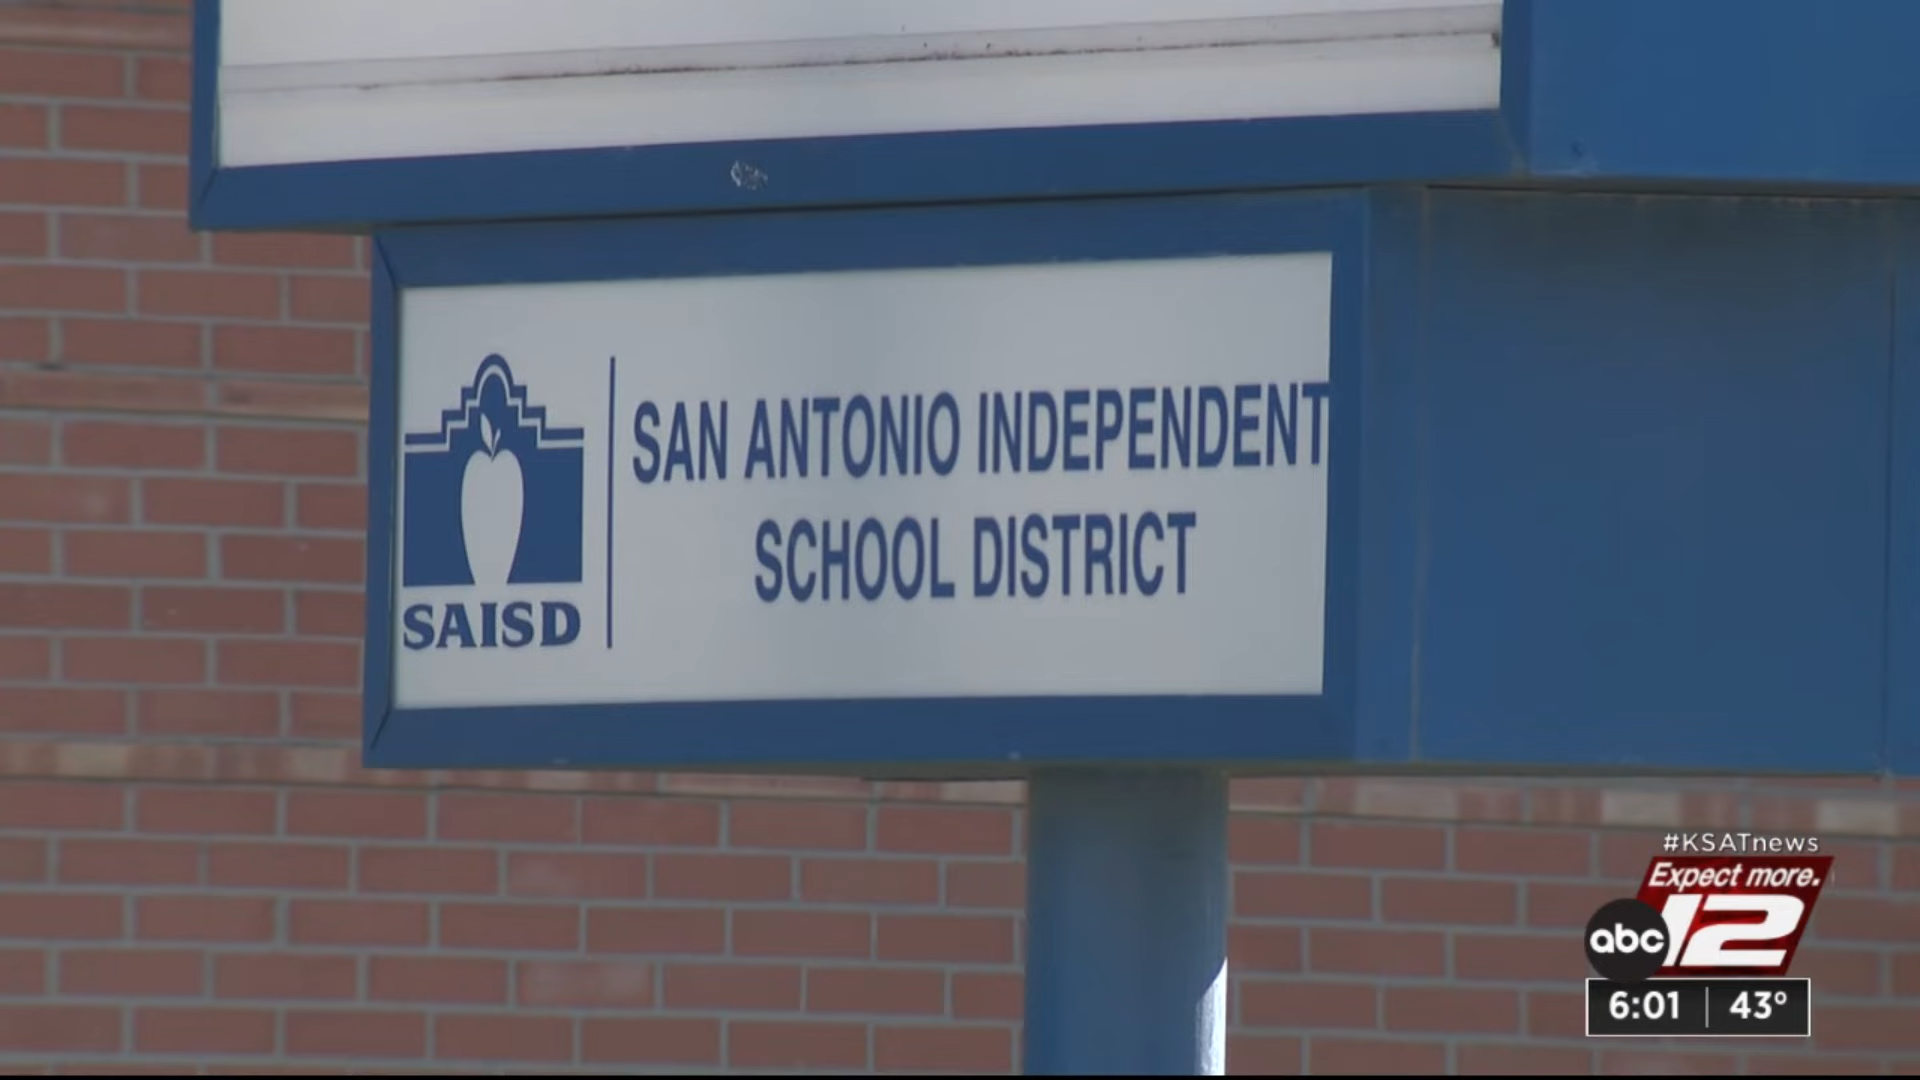 SAN ANTONIO INDEPENDENT
SCHOOL DISTRICT
SAISD
#KSATnews
Expect more.
abc 12
6:01 43°